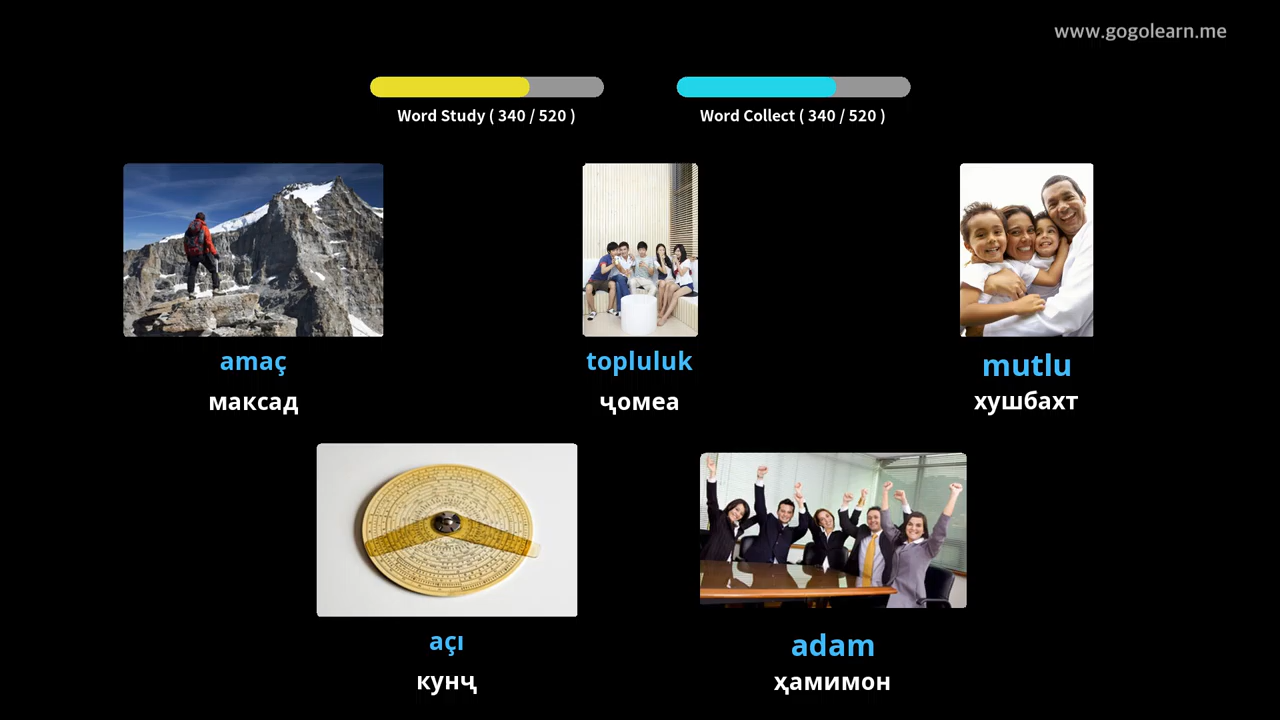 www.gogolearn.me
Word Study ( 340 / 520 )
Word Collect ( 340 / 520 )
amaç
topluluk
mutlu
максад
ҷомеа
хушбахт
açı
adam
кунҷ
ҳамимон